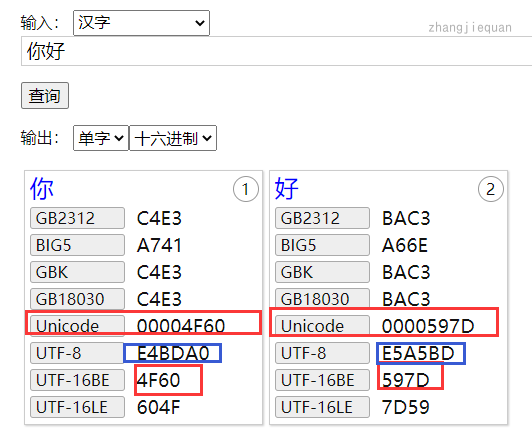 输入： 汉字
zhangjiequan
你好
查询
输出： 单字 十六进制
你 1
GB2312 C4E3
BIG5 A741
GBK C4E3
GB18030 C4E3
Unicode 00004F60
UTF-8 E4BDA0
UTF-16BE 4F60
UTF-16LE 604F
好 2
GB2312 BAC3
BIG5 A66E
GBK BAC3
GB18030 BAC3
Unicode 0000597D
UTF-8 E5A5BD
UTF-16BE 597D
UTF-16LE 7D59